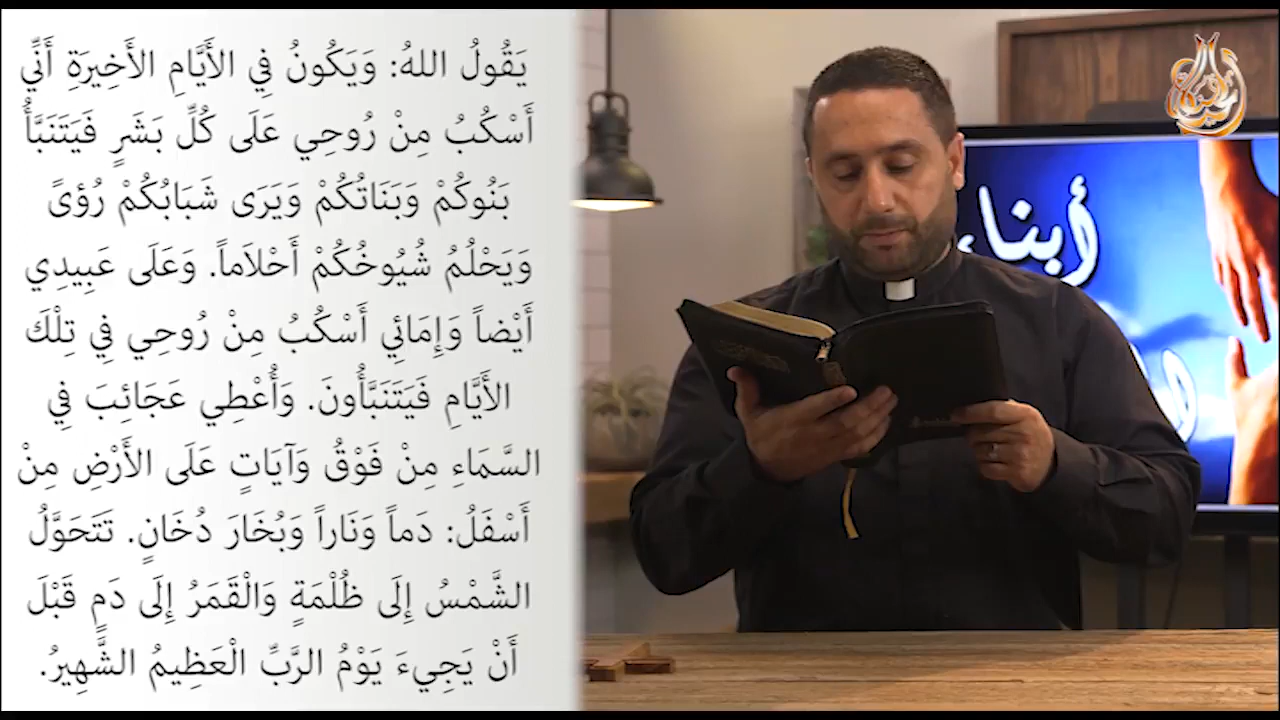 يَقُولُ اللهُ: وَيَكُونُ فِي الأَيَّامِ الأَخِيرَةِ أَنِّي
أَسْكُبُ مِنْ رُوحِي عَلَى كُلِّ بَشَرٍ فَيَتَنَبَّأُ
بَنُوكُمْ وَبَنَاتُكُمْ وَيَرَى شَبَابُكُمْ رُؤىً
وَيَحْلُمُ شُيُوخُكُمْ أَحْلاَماً. وَعَلَى عَبِيدِي
أَيْضاً وَإِمَائِي أَسْكُبُ مِنْ رُوحِي فِي تِلْكَ
الأَيَّامِ فَيَتَنَبَّأُونَ. وَأُعْطِي عَجَائِبَ فِي
السَّمَاءِ مِنْ فَوْقُ وَآيَاتٍ عَلَى الأَرْضِ مِنْ
أَسْفَلُ: دَماً وَنَاراً وَبُخَارَ دُخَانٍ. تَتَحَوَّلُ
الشَّمْسُ إِلَى ظُلْمَةٍ وَالْقَمَرُ إِلَى دَمٍ قَبْلَ
أَنْ يَجِيءَ يَوْمُ الرَّبِّ الْعَظِيمُ الشَّهِيرُ.
أبناء